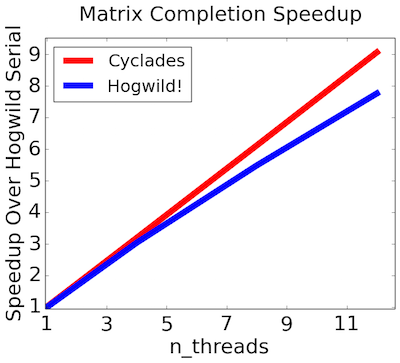 Matrix Completion Speedup
Speedup Over Hogwild Serial
9
8
7
6
5
4
3
2
1
Cyclades
Hogwild!
1 3 5 7 9 11
n_threads